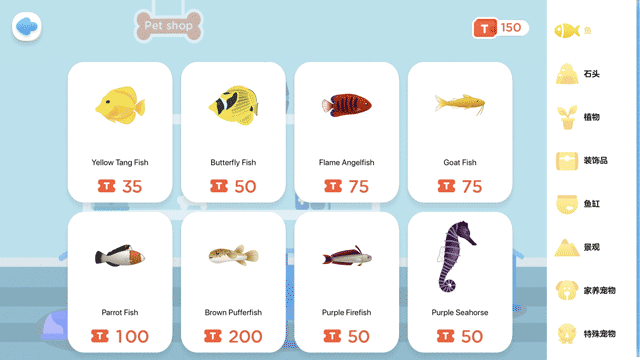 Pet shop
T 150
鱼
石头
植物
装饰品
鱼缸
景观
家养宠物
特殊宠物
Yellow Tang Fish
T 35
Butterfly Fish
T 50
Flame Angelfish
T 75
Goat Fish
T 75
Parrot Fish
T 100
Brown Pufferfish
T 200
Purple Firefish
T 50
Purple Seahorse
T 50